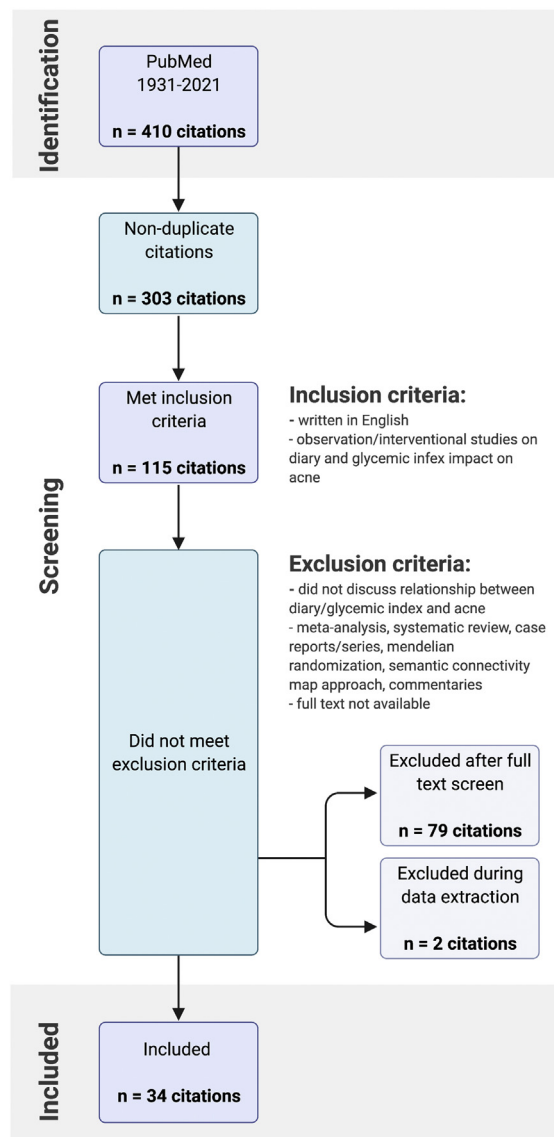 Identification
PubMed
1931-2021
n = 410 citations
Non-duplicate
citations
n = 303 citations
Screening
Met inclusion
criteria
n = 115 citations
Inclusion criteria:
- written in English
- observation/interventional studies on
diary and glycemic infex impact on
acne
Exclusion criteria:
- did not discuss relationship between
diary/glycemic index and acne
- meta-analysis, systematic review, case
reports/series, mendelian
randomization, semantic connectivity
map approach, commentaries
- full text not available
Did not meet
exclusion criteria
Excluded after full
text screen
n = 79 citations
Excluded during
data extraction
n = 2 citations
Included
Included
n = 34 citations